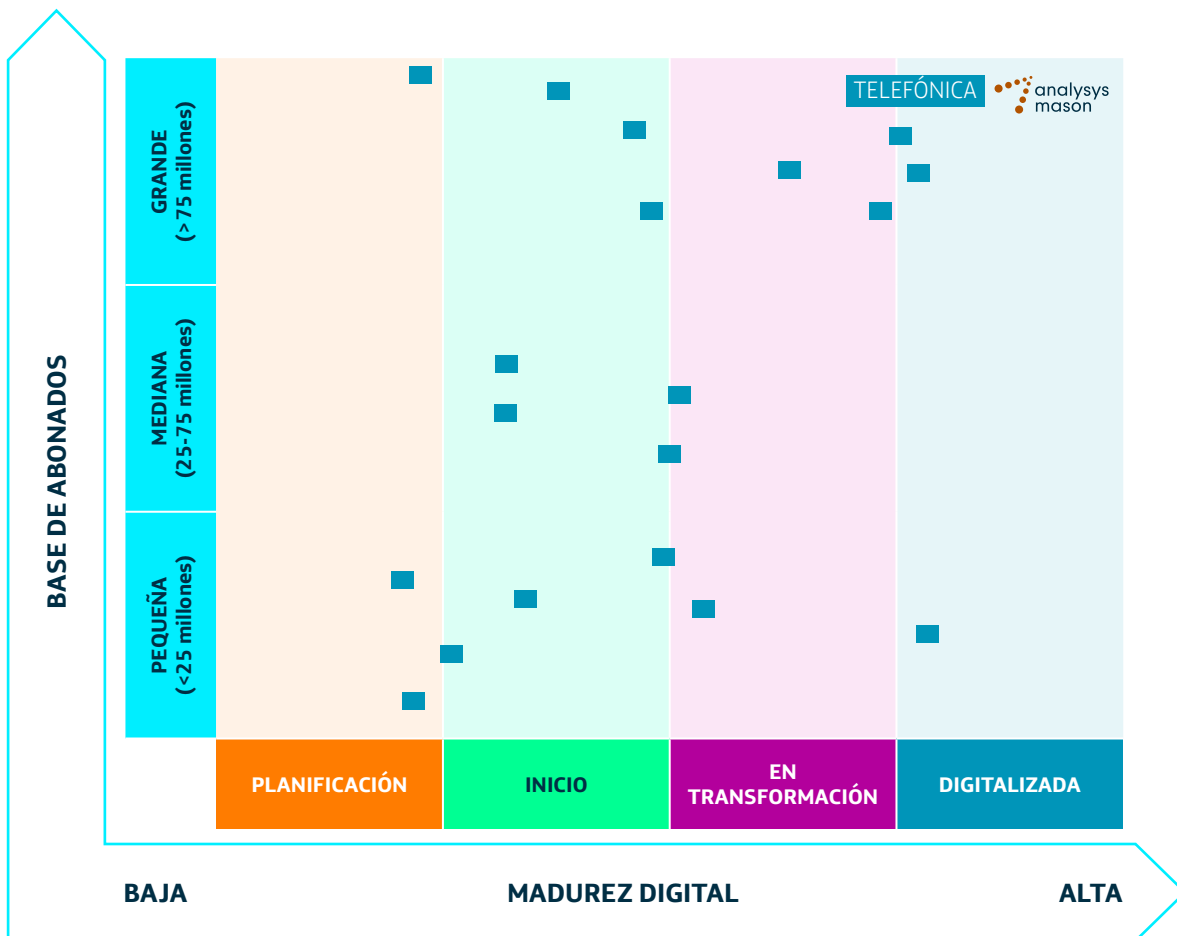 TELEFÓNICA
analysys
mason
BASE DE ABONADOS
GRANDE
(>75 millones)
MEDIANA
(25-75 millones)
PEQUEÑA
(<25 millones)
PLANIFICACIÓN
INICIO
EN
TRANSFORMACIÓN
DIGITALIZADA
BAJA
MADUREZ DIGITAL
ALTA